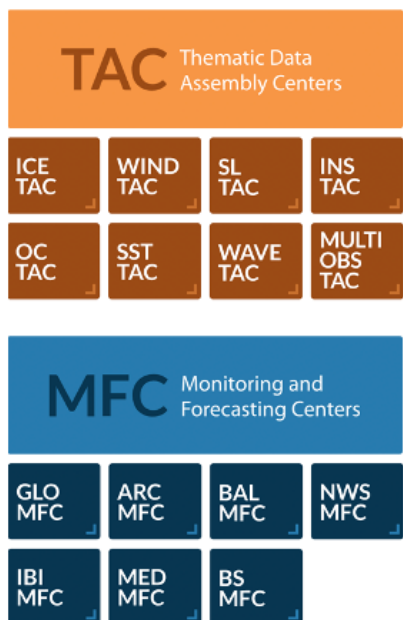 TAC Thematic Data
Assembly Centers
ICE
TAC
WIND
TAC
SL
TAC
INS
TAC
OC
TAC
SST
TAC
WAVE
TAC
MULTI
OBS
TAC
MFC Monitoring and
Forecasting Centers
GLO
MFC
ARC
MFC
BAL
MFC
NWS
MFC
IBI
MFC
MED
MFC
BS
MFC